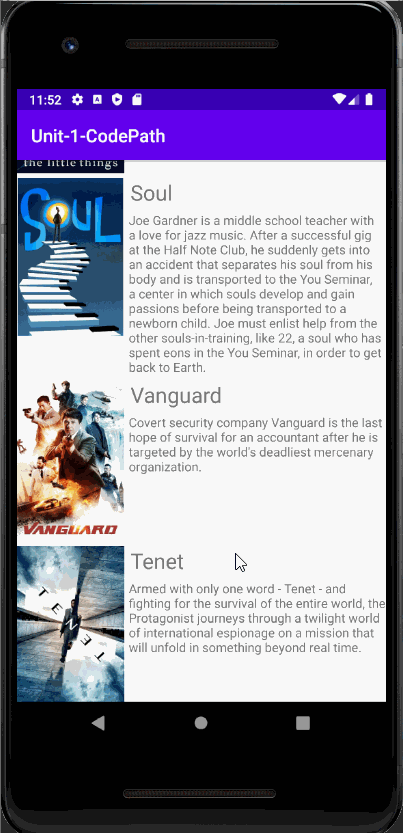 11:52
Unit-1-CodePath
The little things
SOUL
Soul
Joe Gardner is a middle school teacher with
a love for jazz music. After a successful gig
at the Half Note Club, he suddenly gets into
an accident that separates his soul from his
body and is transported to the You Seminar,
a center in which souls develop and gain
passions before being transported to a
newborn child. Joe must enlist help from the
other souls-in-training, like 22, a soul who has
spent eons in the You Seminar, in order to get
back to Earth.
VANGUARD
Vanguard
Covert security company Vanguard is the last
hope of survival for an accountant after he is
targeted by the world's deadliest mercenary
organization.
TENET
Tenet
Armed with only one word - Tenet - and
fighting for the survival of the entire world, the
Protagonist journeys through a twilight world
of international espionage on a mission that
will unfold in something beyond real time.